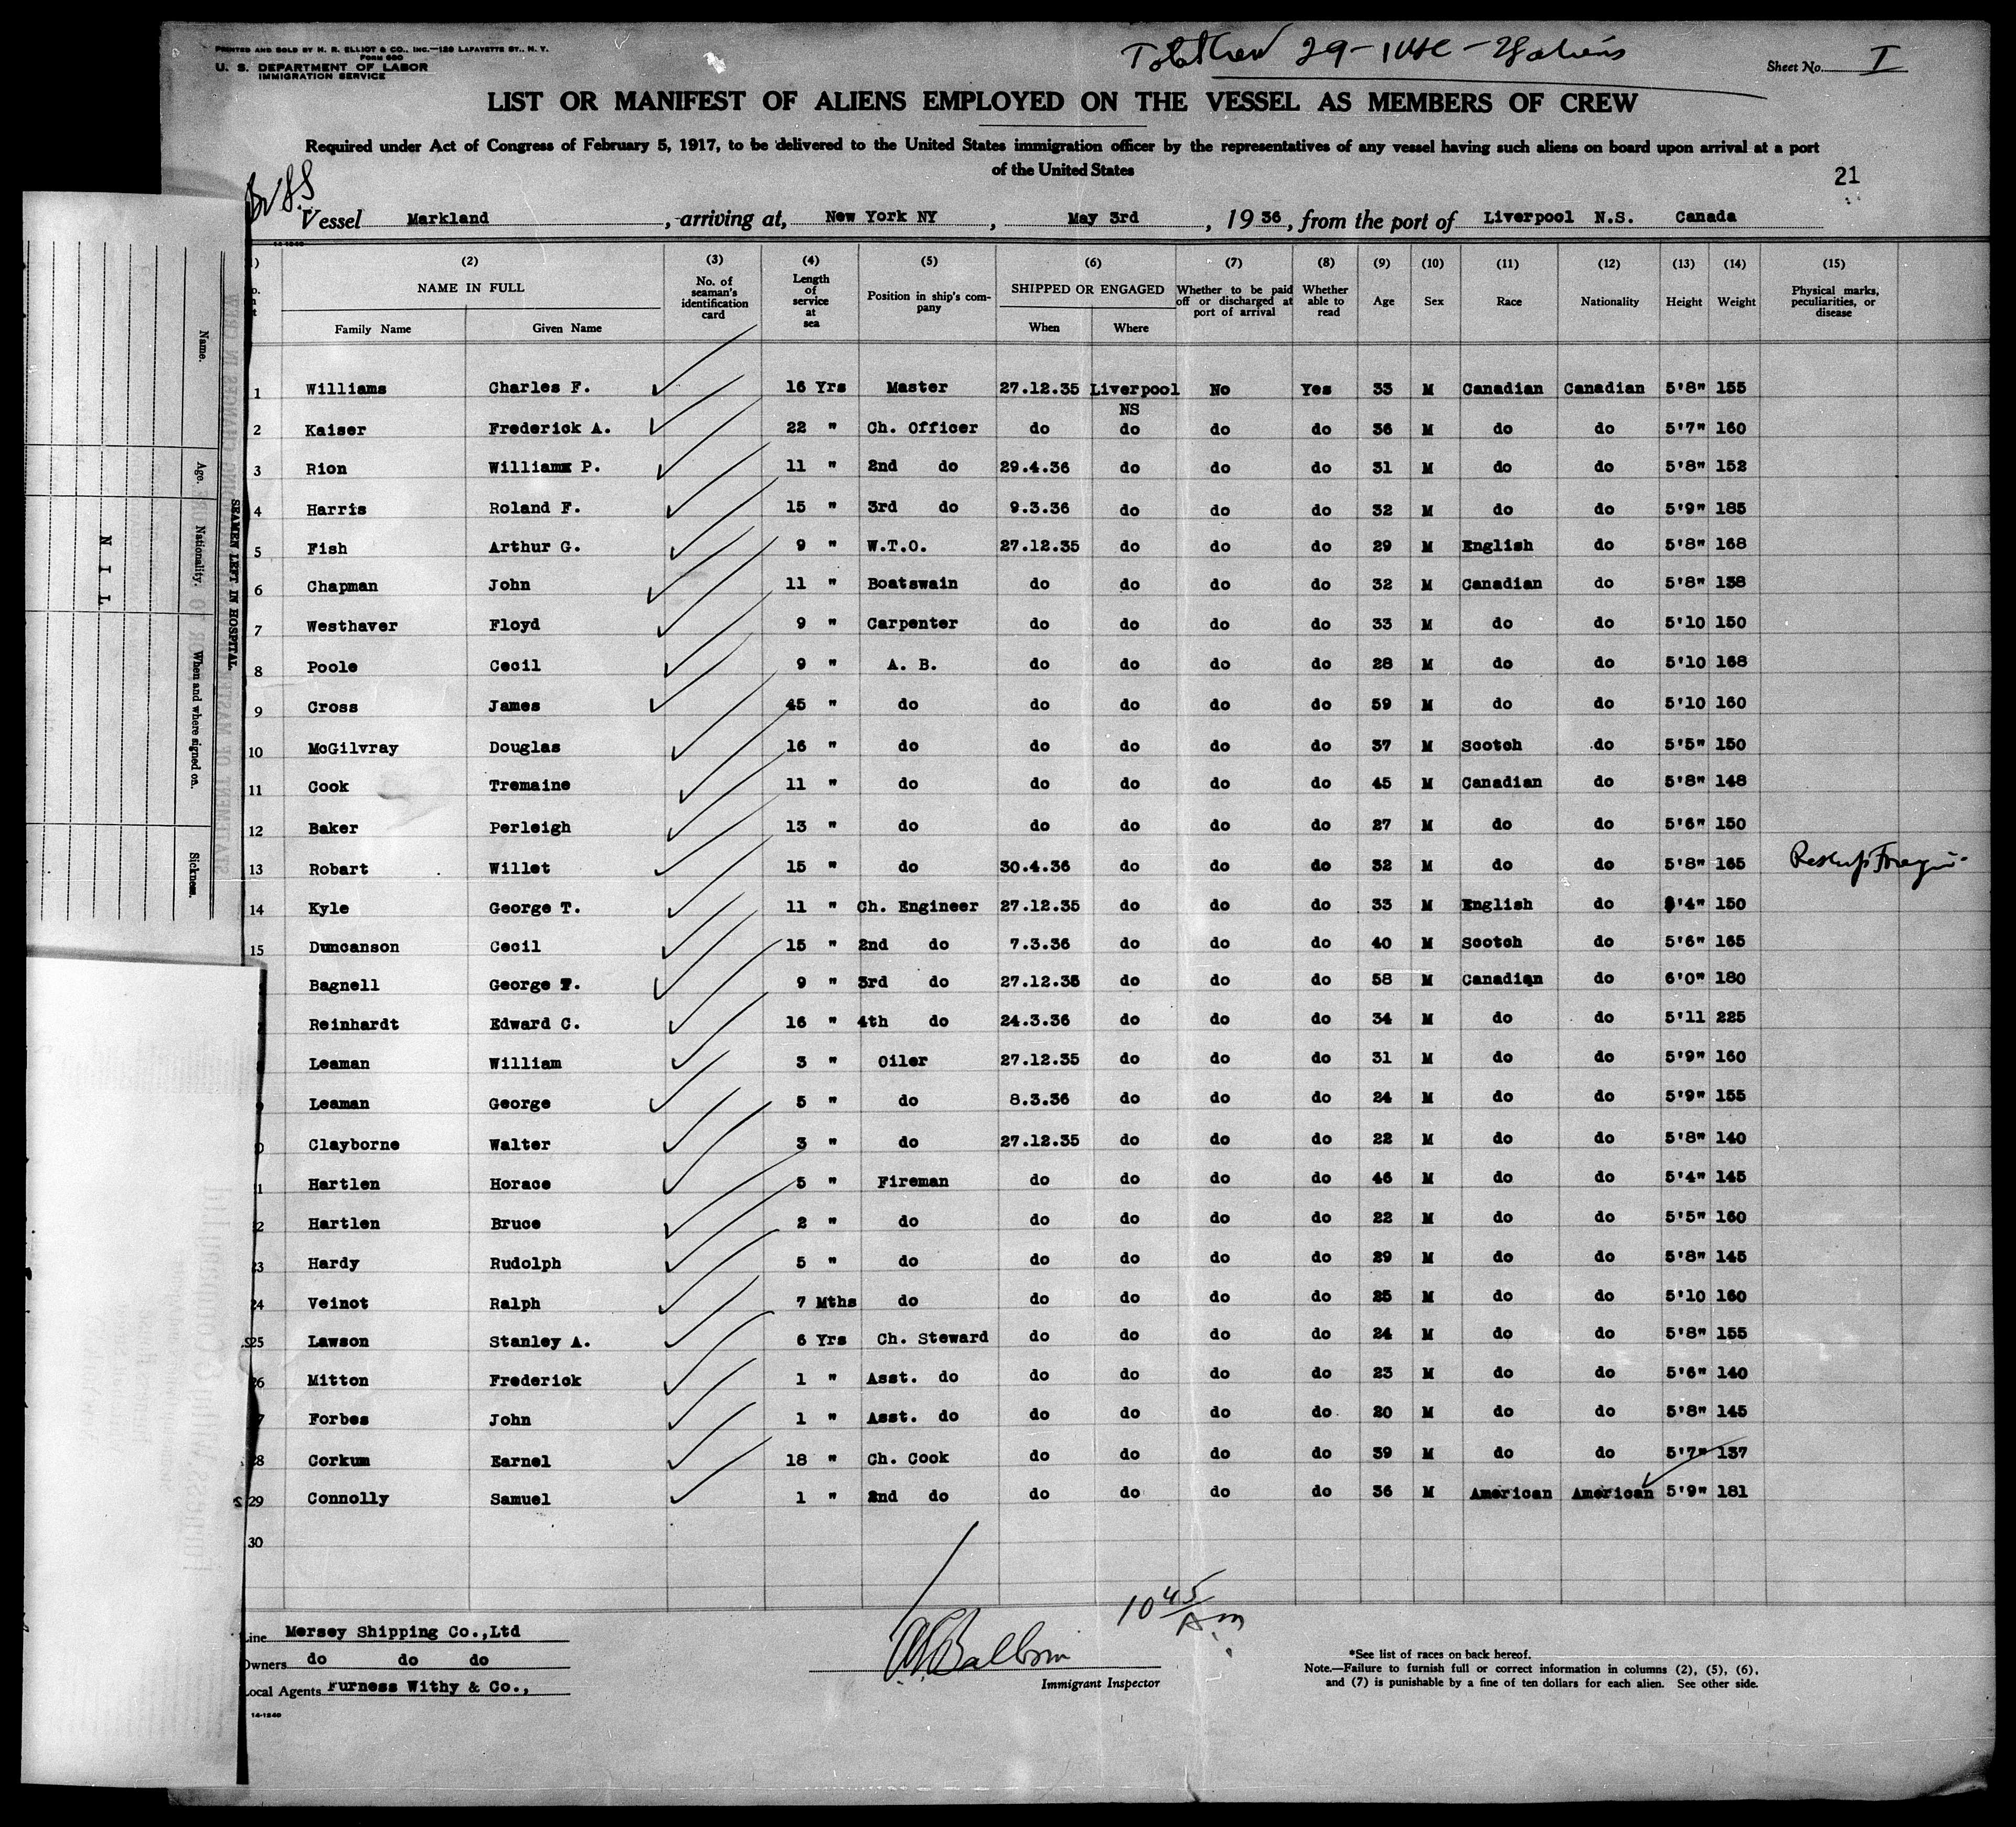 PRINTED AND SOLD BY H. R. ELLIOT & CO., INC.—129 LAFAYETTE ST., N. Y.
FORM 680
U. S. DEPARTMENT OF LABOR
IMMIGRATION SERVICE
29 - 1 USC -
Sheet No. I
LIST OR MANIFEST OF ALIENS EMPLOYED ON THE VESSEL AS MEMBERS OF CREW
Required under Act of Congress of February 5, 1917, to be delivered to the United States immigration officer by the representatives of any vessel having such aliens on board upon arrival at a port
of the United States
21
Br SS
Vessel Markland, arriving at, New York NY, May 3rd, 1936, from the port of Liverpool N.S. Canada
(2) (3) (4) (5) (6) (7) (8) (9) (10) (11) (12) (13) (14) (15)
NAME IN FULL Family Name Given Name No. of seaman's identification card Length of service at sea Position in ship's company SHIPPED OR ENGAGED When Where Whether to be paid off or discharged at port of arrival Whether able to read Age Sex Race Nationality Height Weight Physical marks, peculiarities, or disease
1 Williams Charles F. 16 Yrs Master 27.12.35 Liverpool NS No Yes 33 M Canadian Canadian 5'8" 155
2 Kaiser Frederick A. 22 " Ch. Officer do do do do 36 M do do 5'7" 160
3 Rion William P. 11 " 2nd do 29.4.36 do do do 31 M do do 5'8" 152
4 Harris Roland F. 15 " 3rd do 9.3.36 do do do 32 M do do 5'9" 185
5 Fish Arthur G. 9 " W.T.O. 27.12.35 do do do 29 M English do 5'8" 168
6 Chapman John 11 " Boatswain do do do do 32 M Canadian do 5'8" 158
7 Westhaver Floyd 9 " Carpenter do do do do 33 M do do 5'10 150
8 Poole Cecil 9 " A. B. do do do do 28 M do do 5'10 168
9 Cross James 45 " do do do do do 59 M do do 5'10 160
10 McGilvray Douglas 16 " do do do do do 37 M Scotch do 5'5" 150
11 Cook Tremaine 11 " do do do do do 45 M Canadian do 5'8" 148
12 Baker Perleigh 13 " do do do do do 27 M do do 5'6" 150
13 Robart Willet 15 " do 30.4.36 do do do 32 M do do 5'8" 165
14 Kyle George T. 11 " Ch. Engineer 27.12.35 do do do 33 M English do 5'4" 150
15 Duncanson Cecil 15 " 2nd do 7.3.36 do do do 40 M Scotch do 5'6" 165
Bagnell George T. 9 " 3rd do 27.12.35 do do do 58 M Canadian do 6'0" 180
Reinhardt Edward C. 16 " 4th do 24.3.36 do do do 34 M do do 5'11 225
Leaman William 3 " Oiler 27.12.35 do do do 31 M do do 5'9" 160
Leaman George 5 " do 8.3.36 do do do 24 M do do 5'9" 155
Clayborne Walter 3 " do 27.12.35 do do do 22 M do do 5'8" 140
1 Hartlen Horace 5 " Fireman do do do do 46 M do do 5'4" 145
2 Hartlen Bruce 2 " do do do do do 22 M do do 5'5" 160
23 Hardy Rudolph 5 " do do do do do 29 M do do 5'8" 145
24 Veinot Ralph 7 Mths do do do do do 25 M do do 5'10 160
25 Lawson Stanley A. 6 Yrs Ch. Steward do do do do 24 M do do 5'8" 155
26 Mitton Frederick 1 " Asst. do do do do do 23 M do do 5'6" 140
7 Forbes John 1 " Asst. do do do do do 20 M do do 5'8" 145
28 Corkum Earnel 18 " Ch. Cook do do do do 39 M do do 5'7" 137
29 Connolly Samuel 1 " 2nd do do do do do 36 M American American 5'9" 181
30
10 45 A.m
Line Mersey Shipping Co.,Ltd
Owners do do do
Local Agents Furness Withy & Co.,
14-1240
Immigrant Inspector
*See list of races on back hereof.
Note.—Failure to furnish full or correct information in columns (2), (5), (6),
and (7) is punishable by a fine of ten dollars for each alien. See other side.
SEAMEN LEFT IN HOSPITAL
Name. Age. Nationality. When and where signed on. Sickness.
NIL